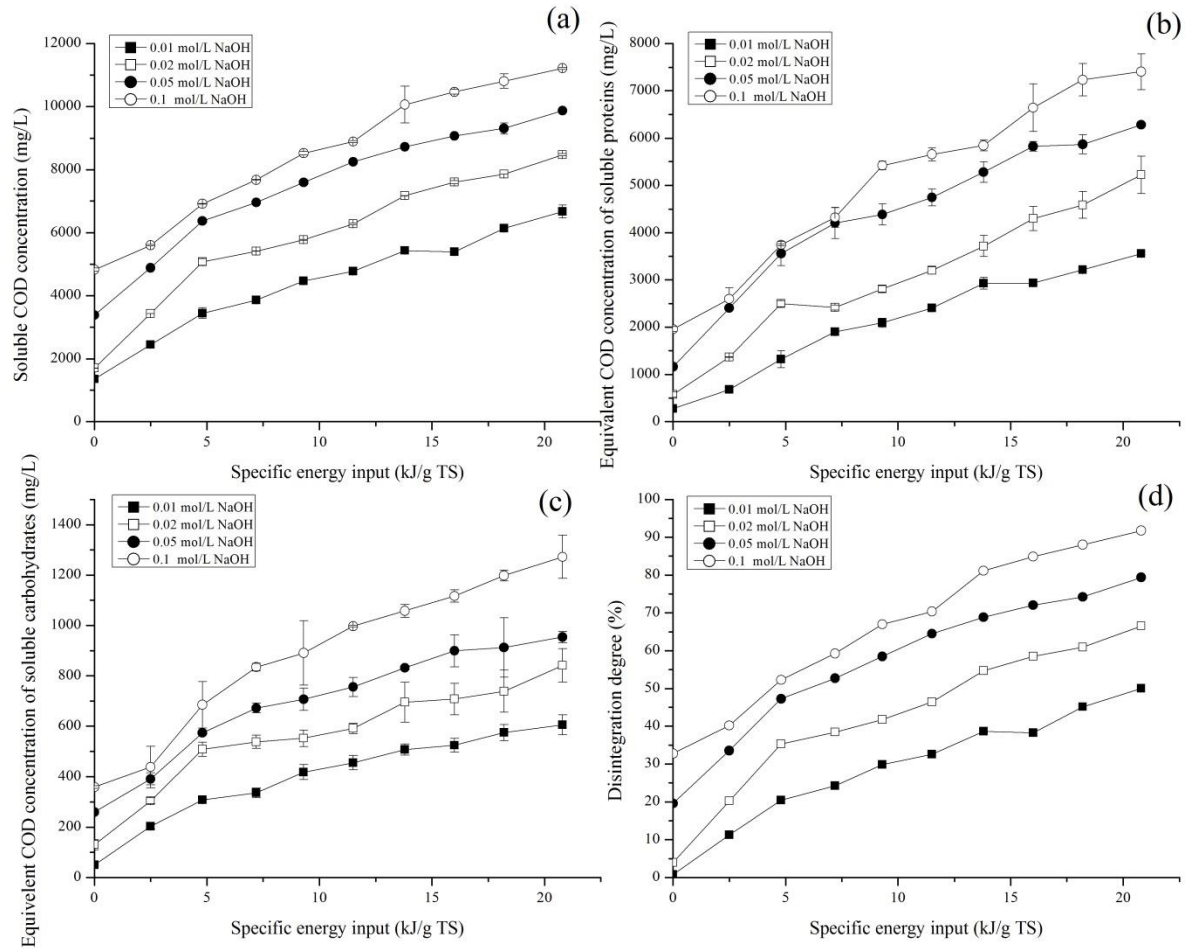 (a)
0.01 mol/L NaOH
0.02 mol/L NaOH
0.05 mol/L NaOH
0.1 mol/L NaOH
Soluble COD concentration (mg/L)
12000
10000
8000
6000
4000
2000
0
0 5 10 15 20
Specific energy input (kJ/g TS)
(b)
0.01 mol/L NaOH
0.02 mol/L NaOH
0.05 mol/L NaOH
0.1 mol/L NaOH
Equivalent COD concentration of soluble proteins (mg/L)
8000
7000
6000
5000
4000
3000
2000
1000
0
0 5 10 15 20
Specific energy input (kJ/g TS)
(c)
0.01 mol/L NaOH
0.02 mol/L NaOH
0.05 mol/L NaOH
0.1 mol/L NaOH
Equivelent COD concentration of soluble carbohydrates (mg/L)
1400
1200
1000
800
600
400
200
0
0 5 10 15 20
Specific energy input (kJ/g TS)
(d)
0.01 mol/L NaOH
0.02 mol/L NaOH
0.05 mol/L NaOH
0.1 mol/L NaOH
Disintegration degree (%)
100
90
80
70
60
50
40
30
20
10
0
0 5 10 15 20
Specific energy input (kJ/g TS)